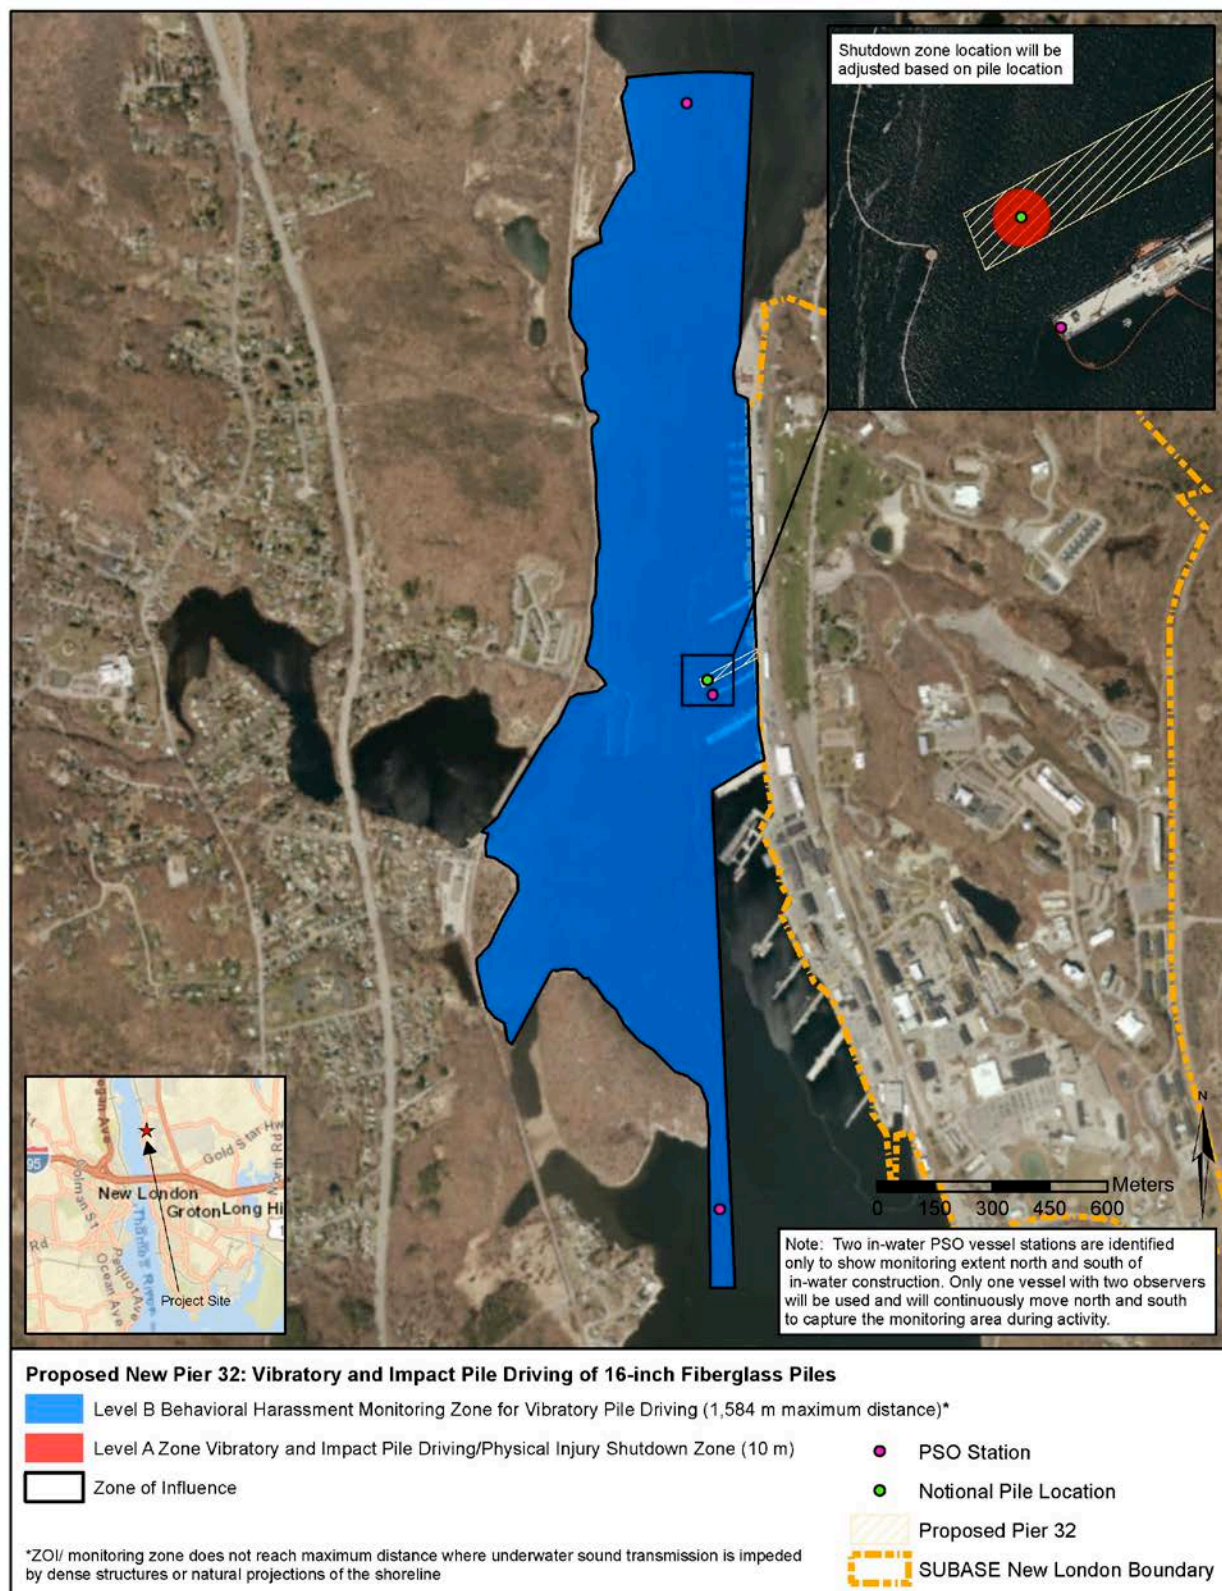 Shutdown zone location will be
adjusted based on pile location
N
Meters
0 150 300 450 600
Note: Two in-water PSO vessel stations are identified
only to show monitoring extent north and south of
in-water construction. Only one vessel with two observers
will be used and will continuously move north and south
to capture the monitoring area during activity.
egan Ave
Gold Star Hw
North Rd
95
Colman St
New London
Groton
Long Hi
Rd
Thames River
Pequot Ave
Ocean Ave
Project Site
Proposed New Pier 32: Vibratory and Impact Pile Driving of 16-inch Fiberglass Piles
Level B Behavioral Harassment Monitoring Zone for Vibratory Pile Driving (1,584 m maximum distance)*
Level A Zone Vibratory and Impact Pile Driving/Physical Injury Shutdown Zone (10 m)
Zone of Influence
PSO Station
Notional Pile Location
Proposed Pier 32
SUBASE New London Boundary
*ZOI/ monitoring zone does not reach maximum distance where underwater sound transmission is impeded
by dense structures or natural projections of the shoreline